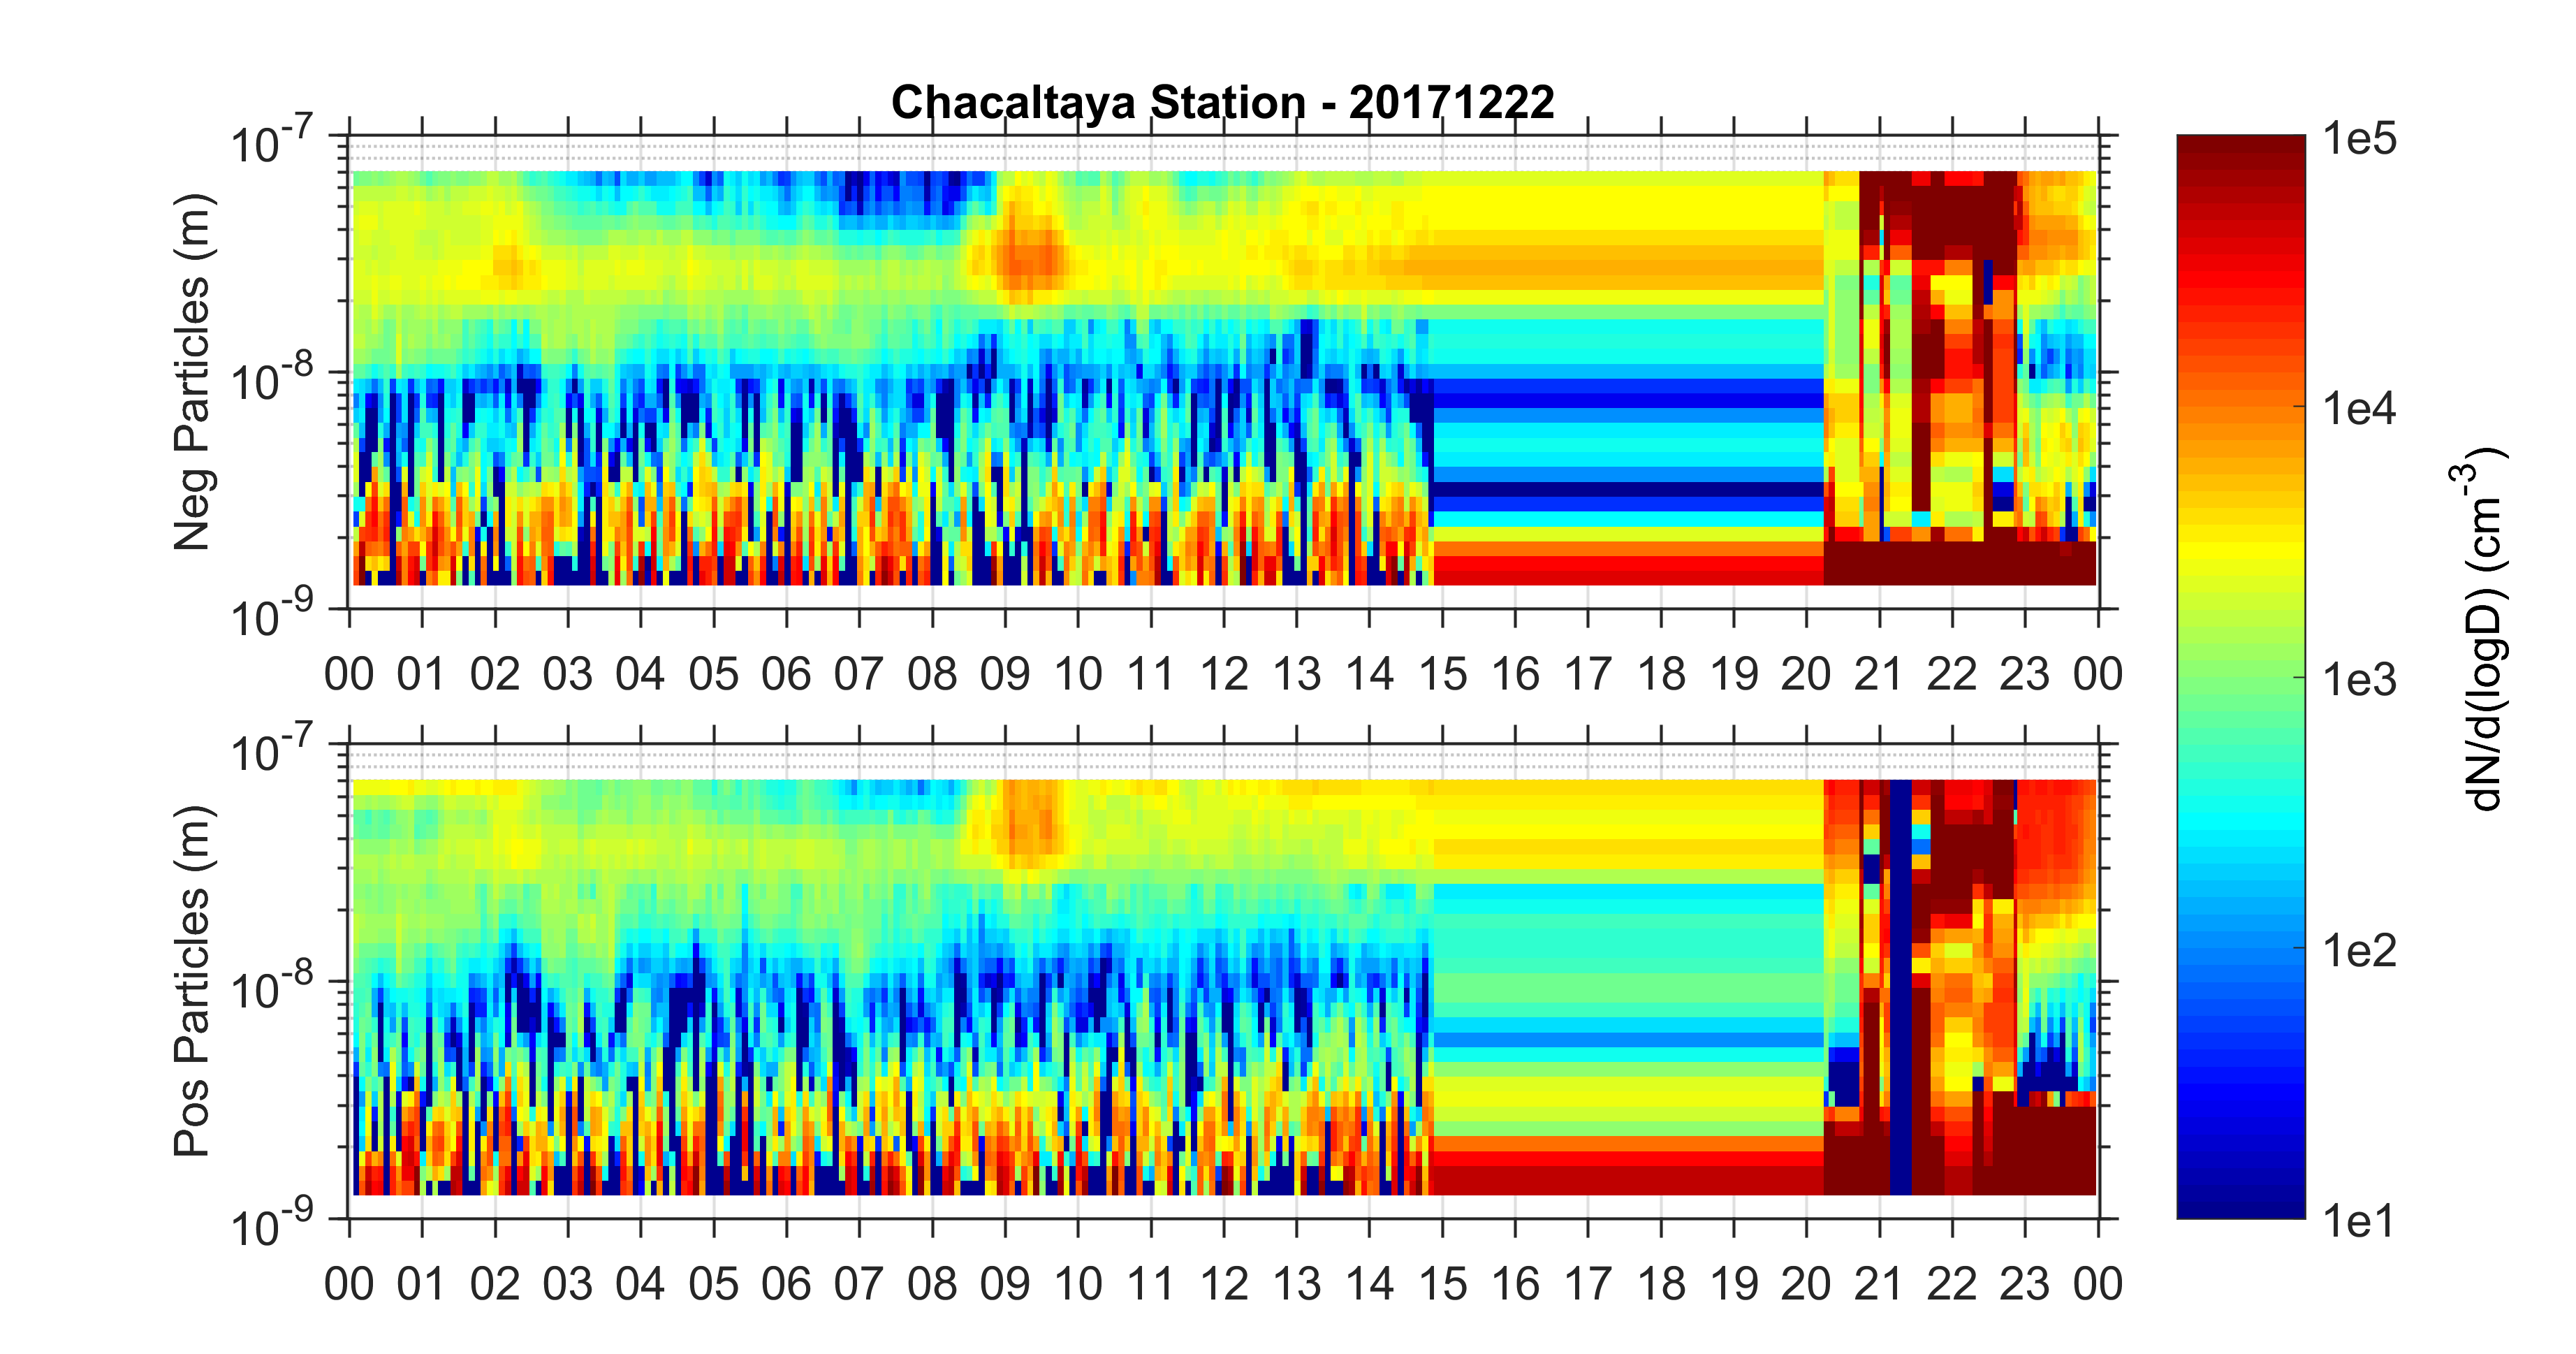 Chacaltaya Station - 20171222
Neg Particles (m)
10-7
10-8
10-9
00 01 02 03 04 05 06 07 08 09 10 11 12 13 14 15 16 17 18 19 20 21 22 23 00
Pos Particles (m)
10-7
10-8
10-9
00 01 02 03 04 05 06 07 08 09 10 11 12 13 14 15 16 17 18 19 20 21 22 23 00
1e5
1e4
1e3
1e2
1e1
dN/d(logD) (cm-3)